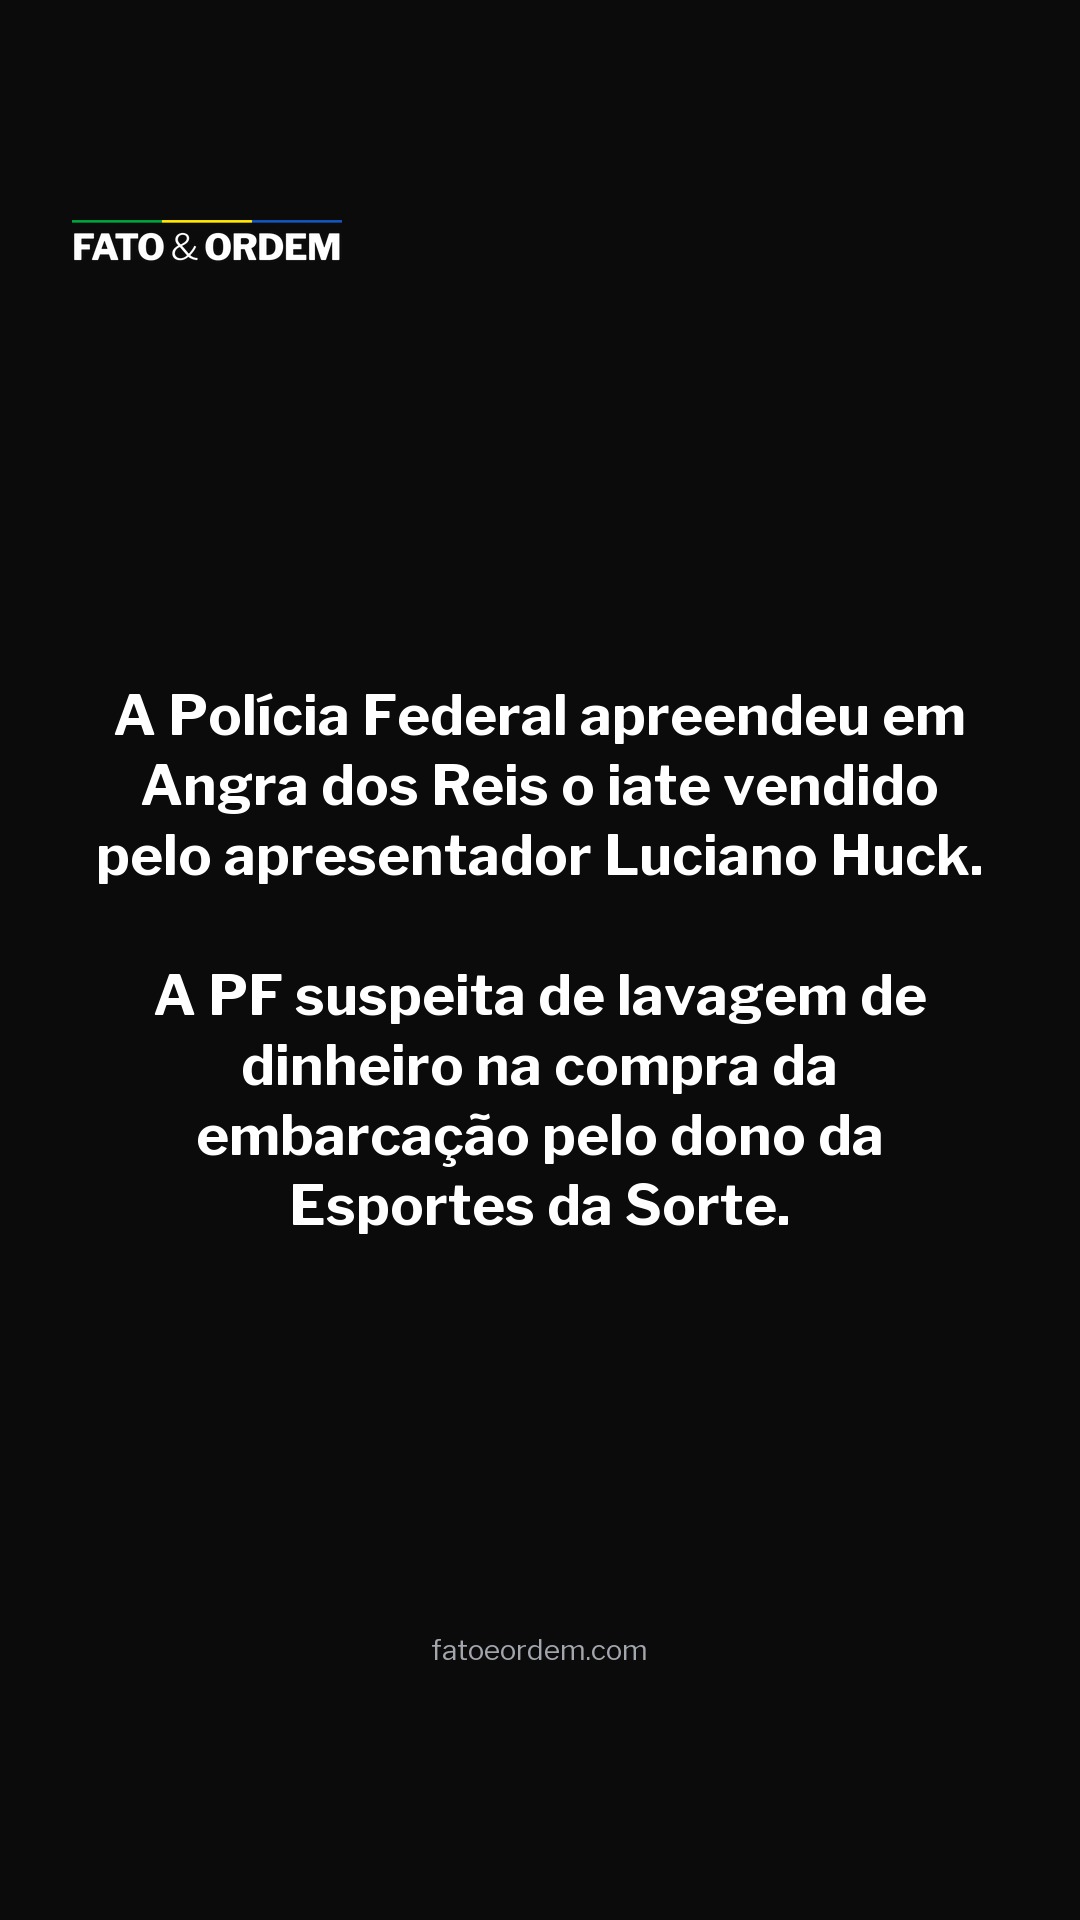 FATO & ORDEM
A Polícia Federal apreendeu em
Angra dos Reis o iate vendido
pelo apresentador Luciano Huck.
A PF suspeita de lavagem de
dinheiro na compra da
embarcação pelo dono da
Esportes da Sorte.
fatoeordem.com